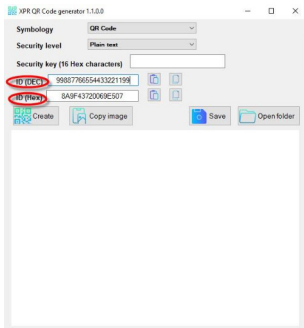 XPR QR Code generator 1.1.0.0
Symbology QR Code
Security level Plain text
Security key (16 Hex characters)
ID (DEC) 9988776655443322119​9
ID (Hex) 8A9F43720069E507
Create Copy image Save Open folder